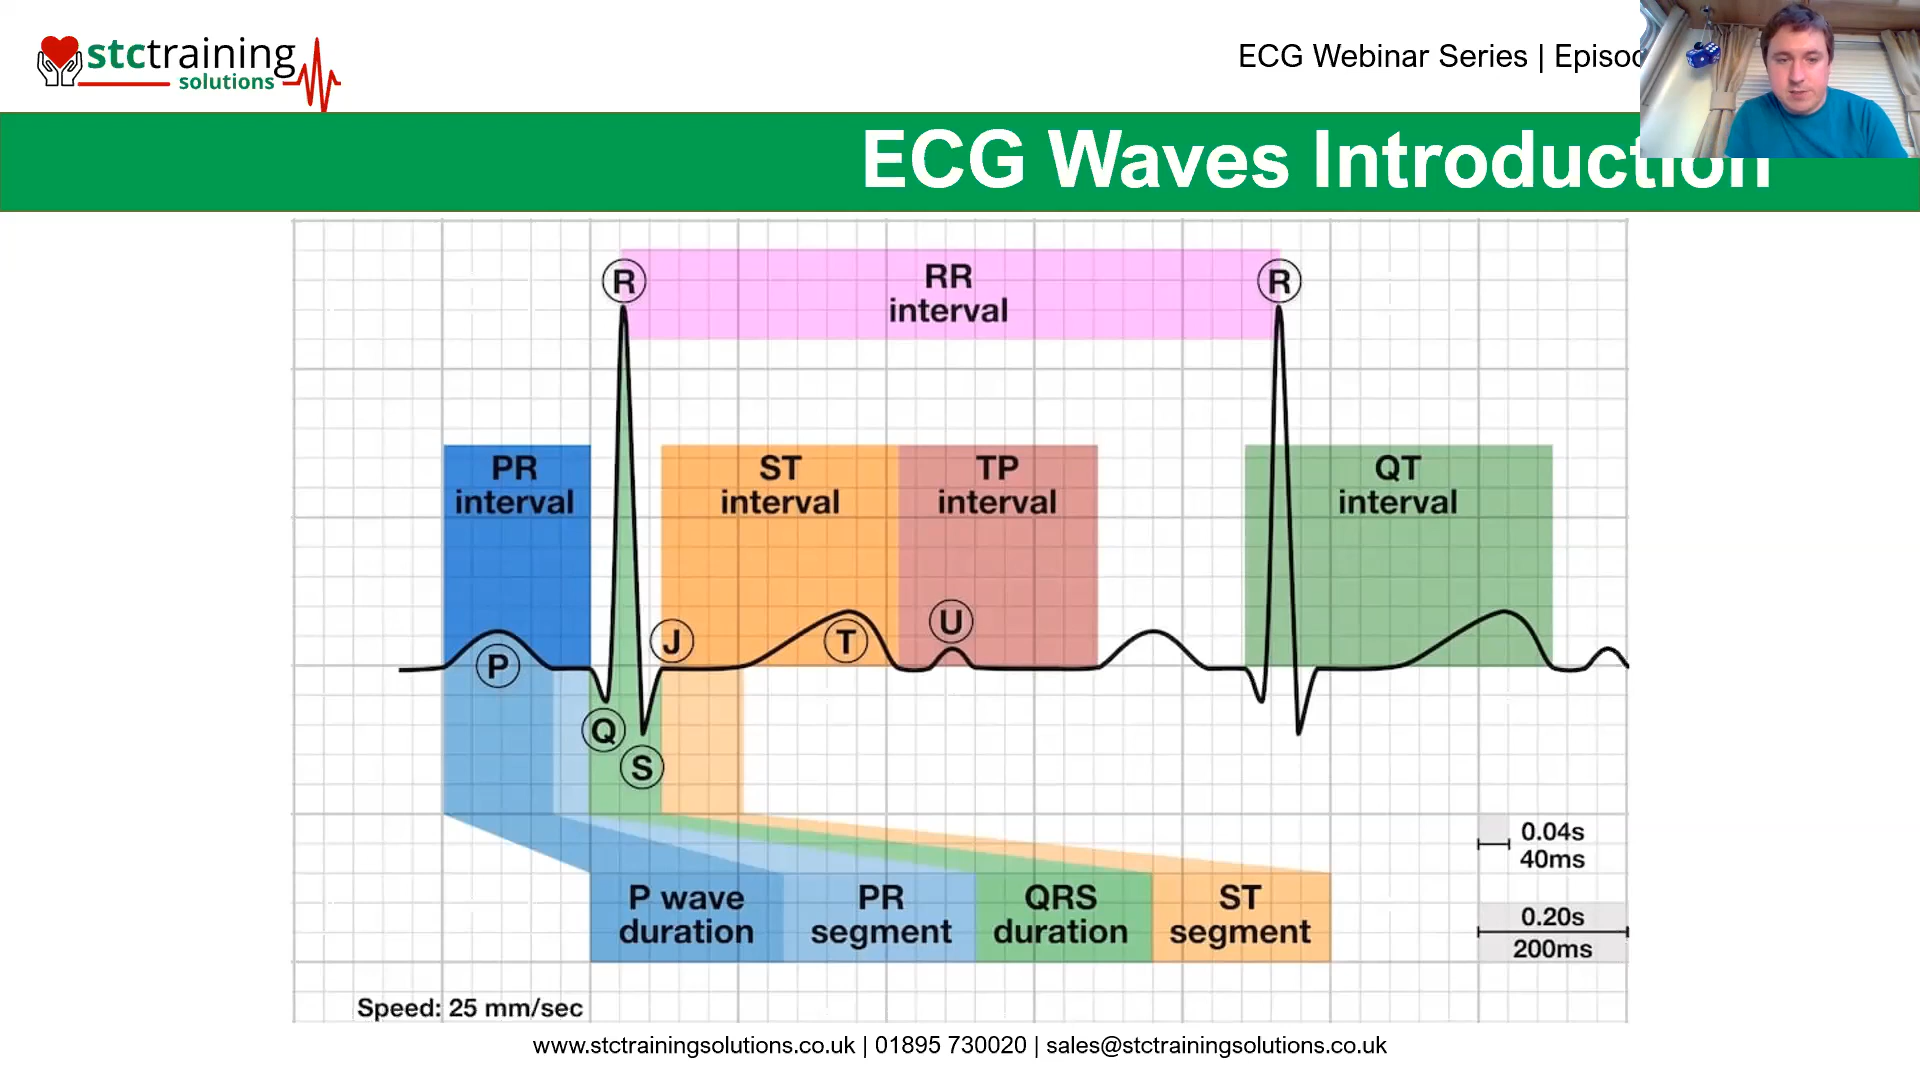 stctraining
solutions
ECG Webinar Series |
ECG Waves Introduction
R
RR
interval
R
PR
interval
ST
interval
TP
interval
QT
interval
P
J
T
U
Q
S
0.04s
40ms
P wave
duration
PR
segment
QRS
duration
ST
segment
0.20s
200ms
Speed: 25 mm/sec
www.stctrainingsolutions.co.uk | 01895 730020 | sales@stctrainingsolutions.co.uk